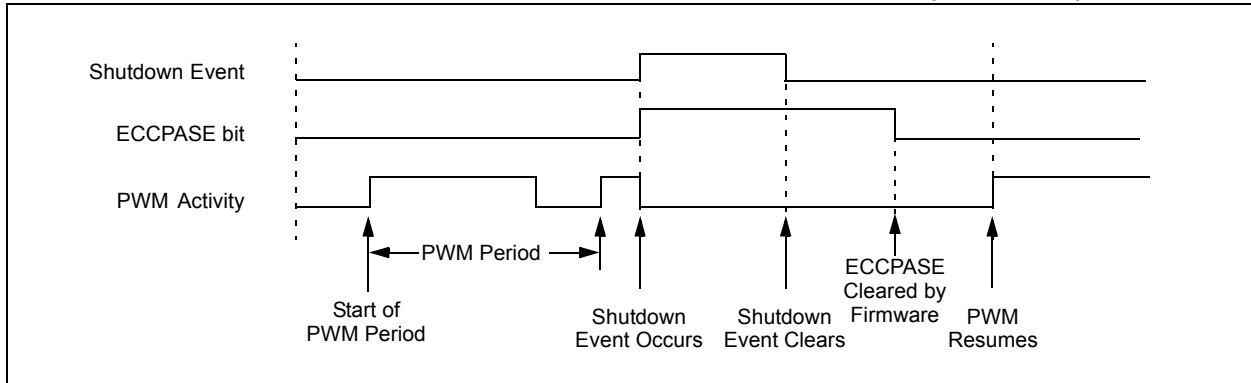 Shutdown Event
ECCPASE bit
PWM Activity
PWM Period
Start of
PWM Period
Shutdown
Event Occurs
Shutdown
Event Clears
ECCPASE
Cleared by
Firmware
PWM
Resumes